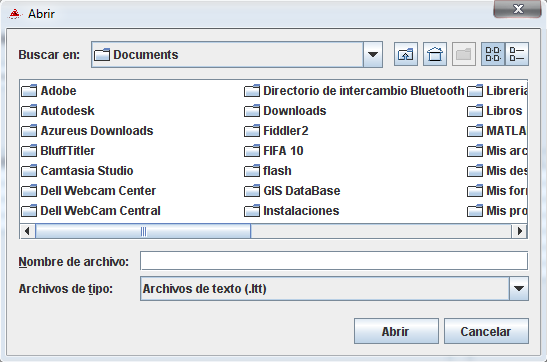 Abrir
Buscar en: Documents
Adobe
Autodesk
Azureus Downloads
BluffTitler
Camtasia Studio
Dell Webcam Center
Dell WebCam Central
Directorio de intercambio Bluetooth
Downloads
Fiddler2
FIFA 10
flash
GIS DataBase
Instalaciones
Librería
Libros
MATLA
Mis arc
Mis des
Mis for
Mis pro
Nombre de archivo:
Archivos de tipo: Archivos de texto (.ltt)
Abrir Cancelar